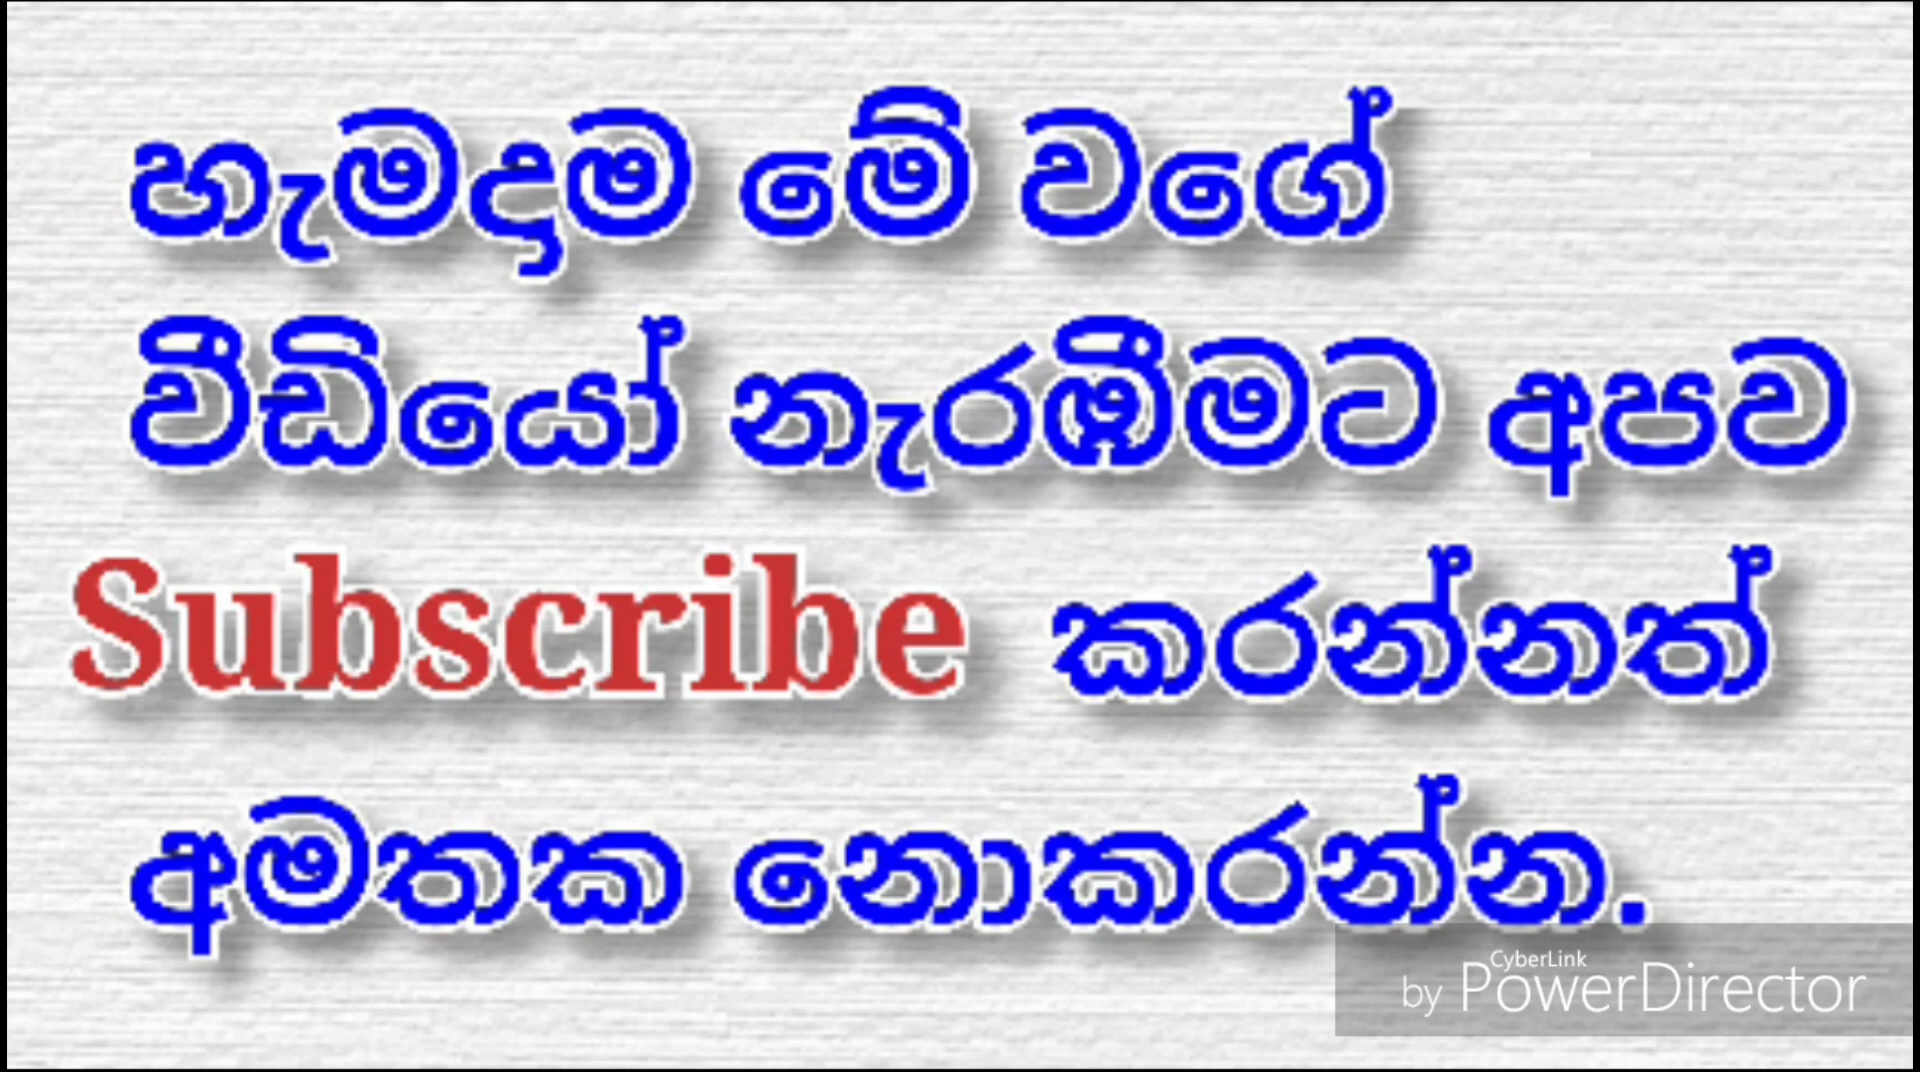 හැමදාම මේ වගේ
වීඩියෝ නැරඹීමට අපව
Subscribe කරන්නත්
අමතක නොකරන්න.
CyberLink
by PowerDirector